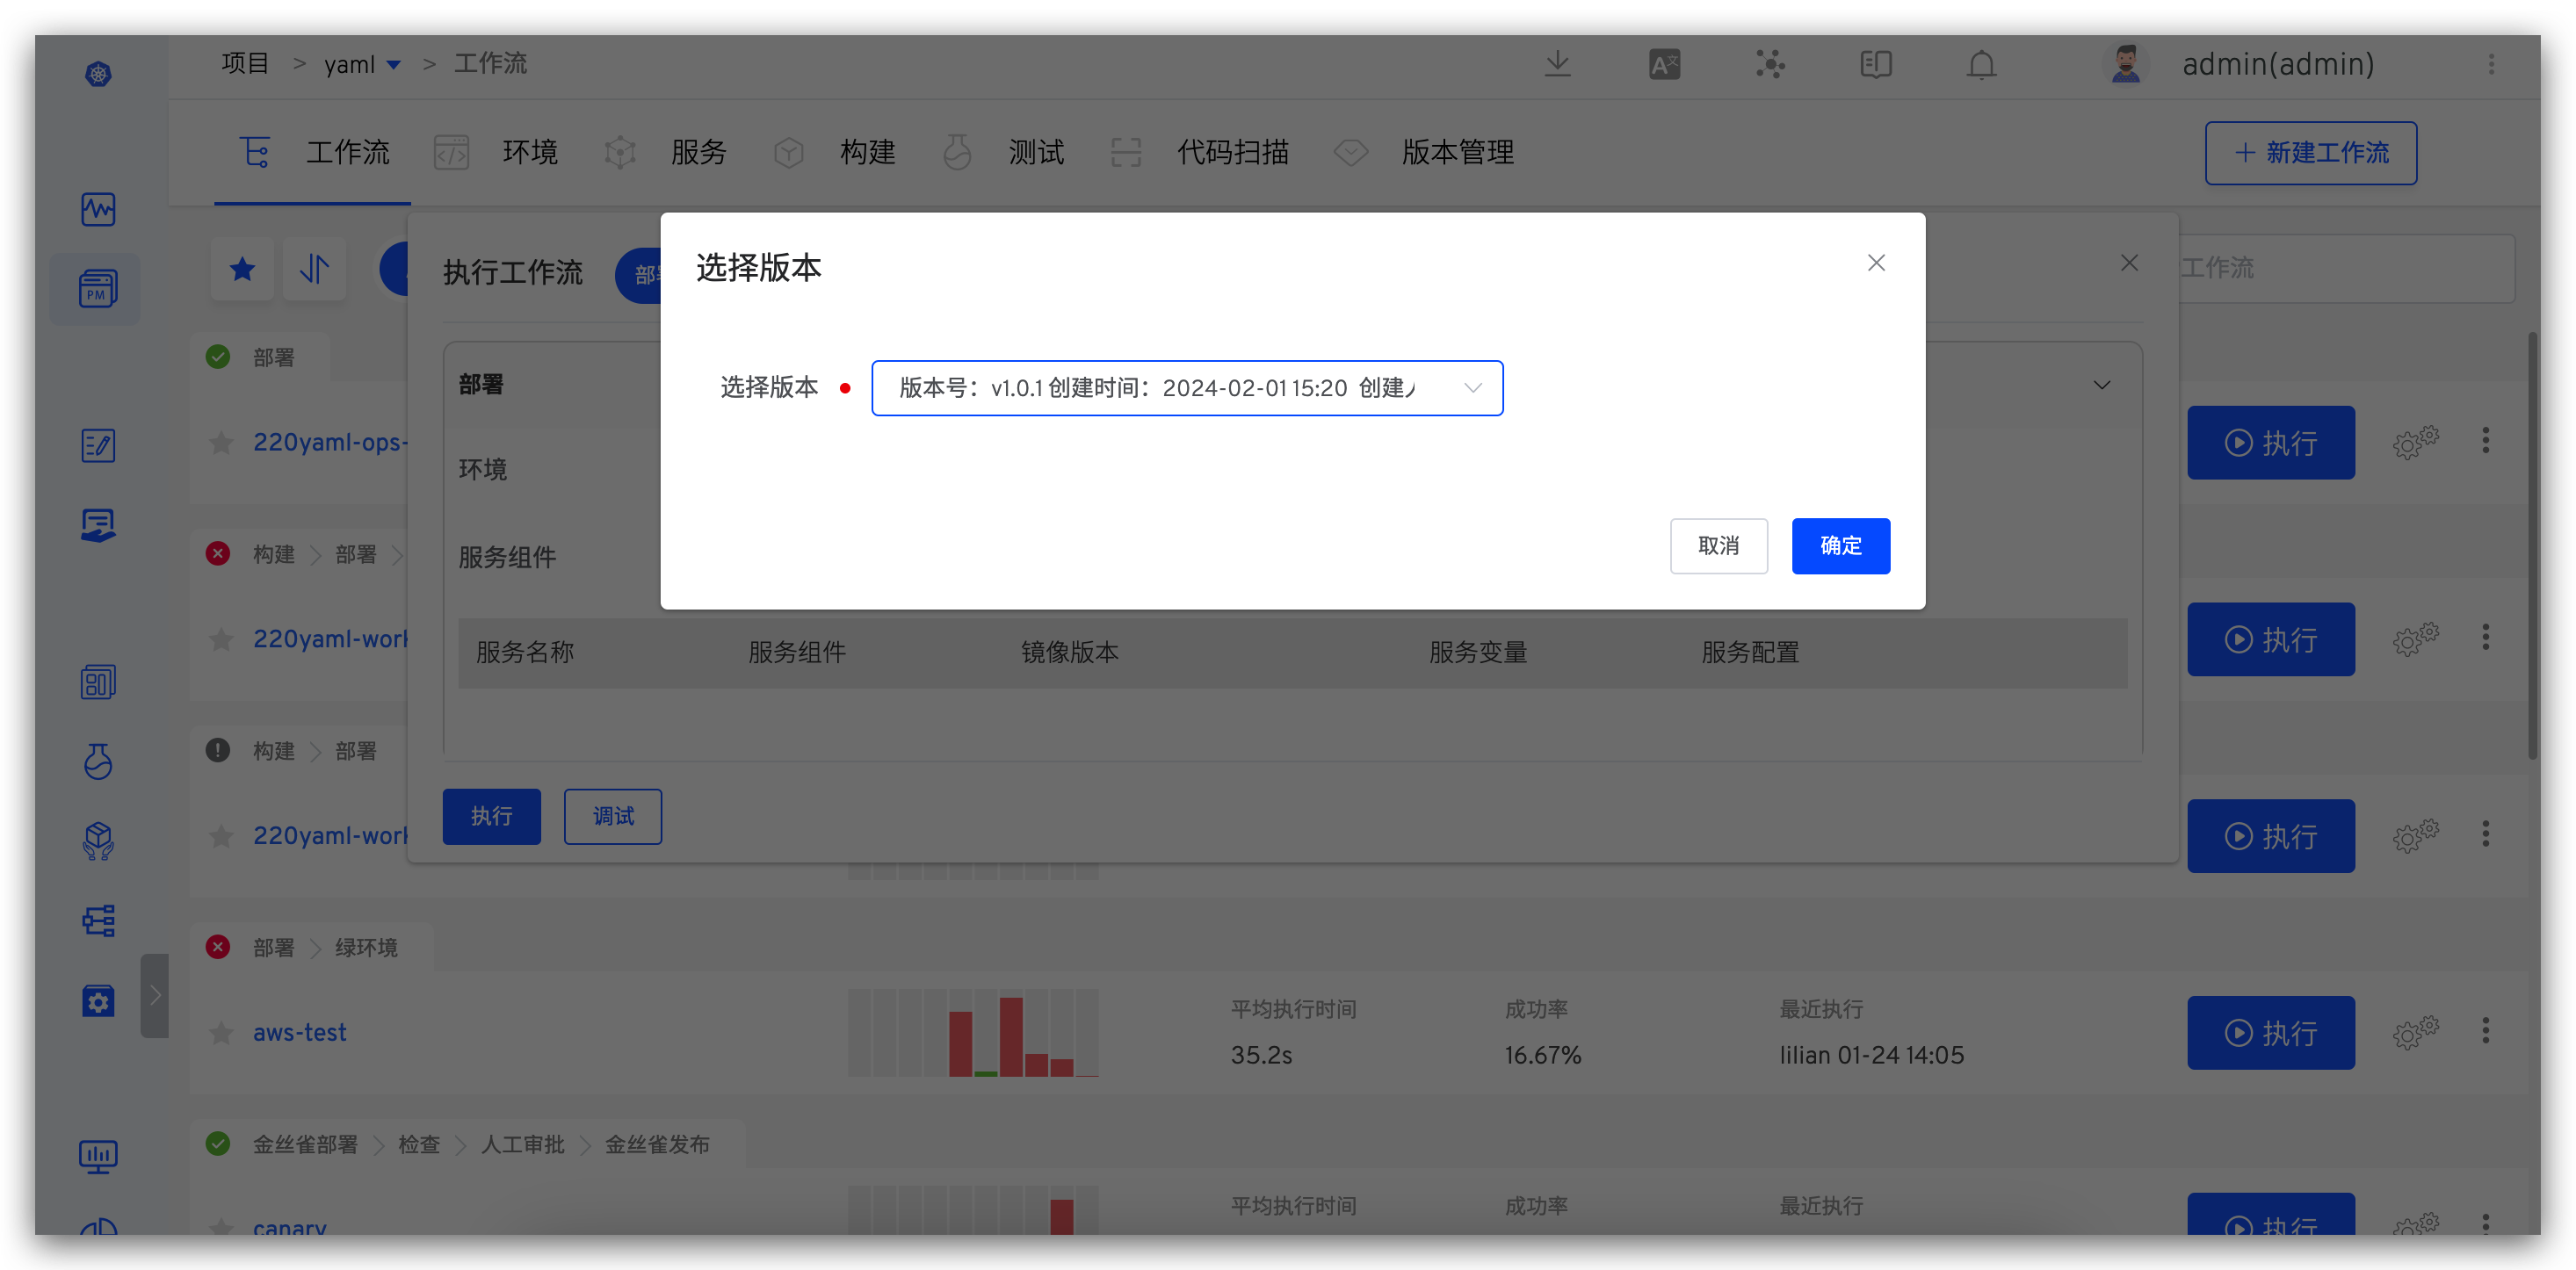 项目 > yaml > 工作流
A文
admin(admin)
工作流 环境 服务 构建 测试 代码扫描 版本管理
+ 新建工作流
PM
执行工作流
选择版本
工作流
部署
部署
选择版本 版本号：v1.0.1 创建时间：2024-02-01 15:20 创建
220yaml-ops-
执行
环境
取消 确定
构建 > 部署 >
服务组件
220yaml-work
执行
服务名称 服务组件 镜像版本 服务变量 服务配置
构建 > 部署
执行 调试
220yaml-work
执行
部署 > 绿环境
aws-test
平均执行时间 成功率 最近执行
35.2s 16.67% lilian 01-24 14:05
执行
金丝雀部署 > 检查 > 人工审批 > 金丝雀发布
平均执行时间 成功率 最近执行
canary
执行